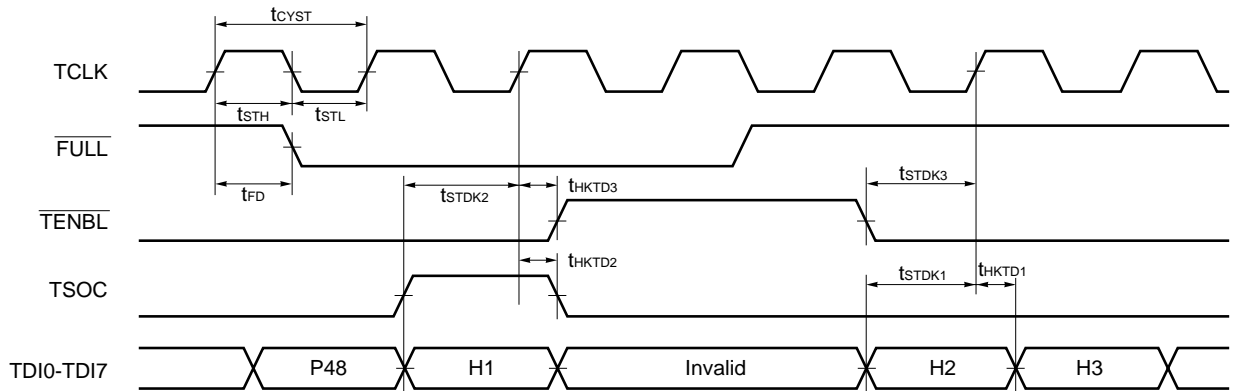 tCYST
TCLK
tSTH tSTL
FULL
tFD tSTDK2 tHKTD3 tSTDK3
TENBL
tHKTD2 tSTDK1 tHKTD1
TSOC
TDI0-TDI7 P48 H1 Invalid H2 H3